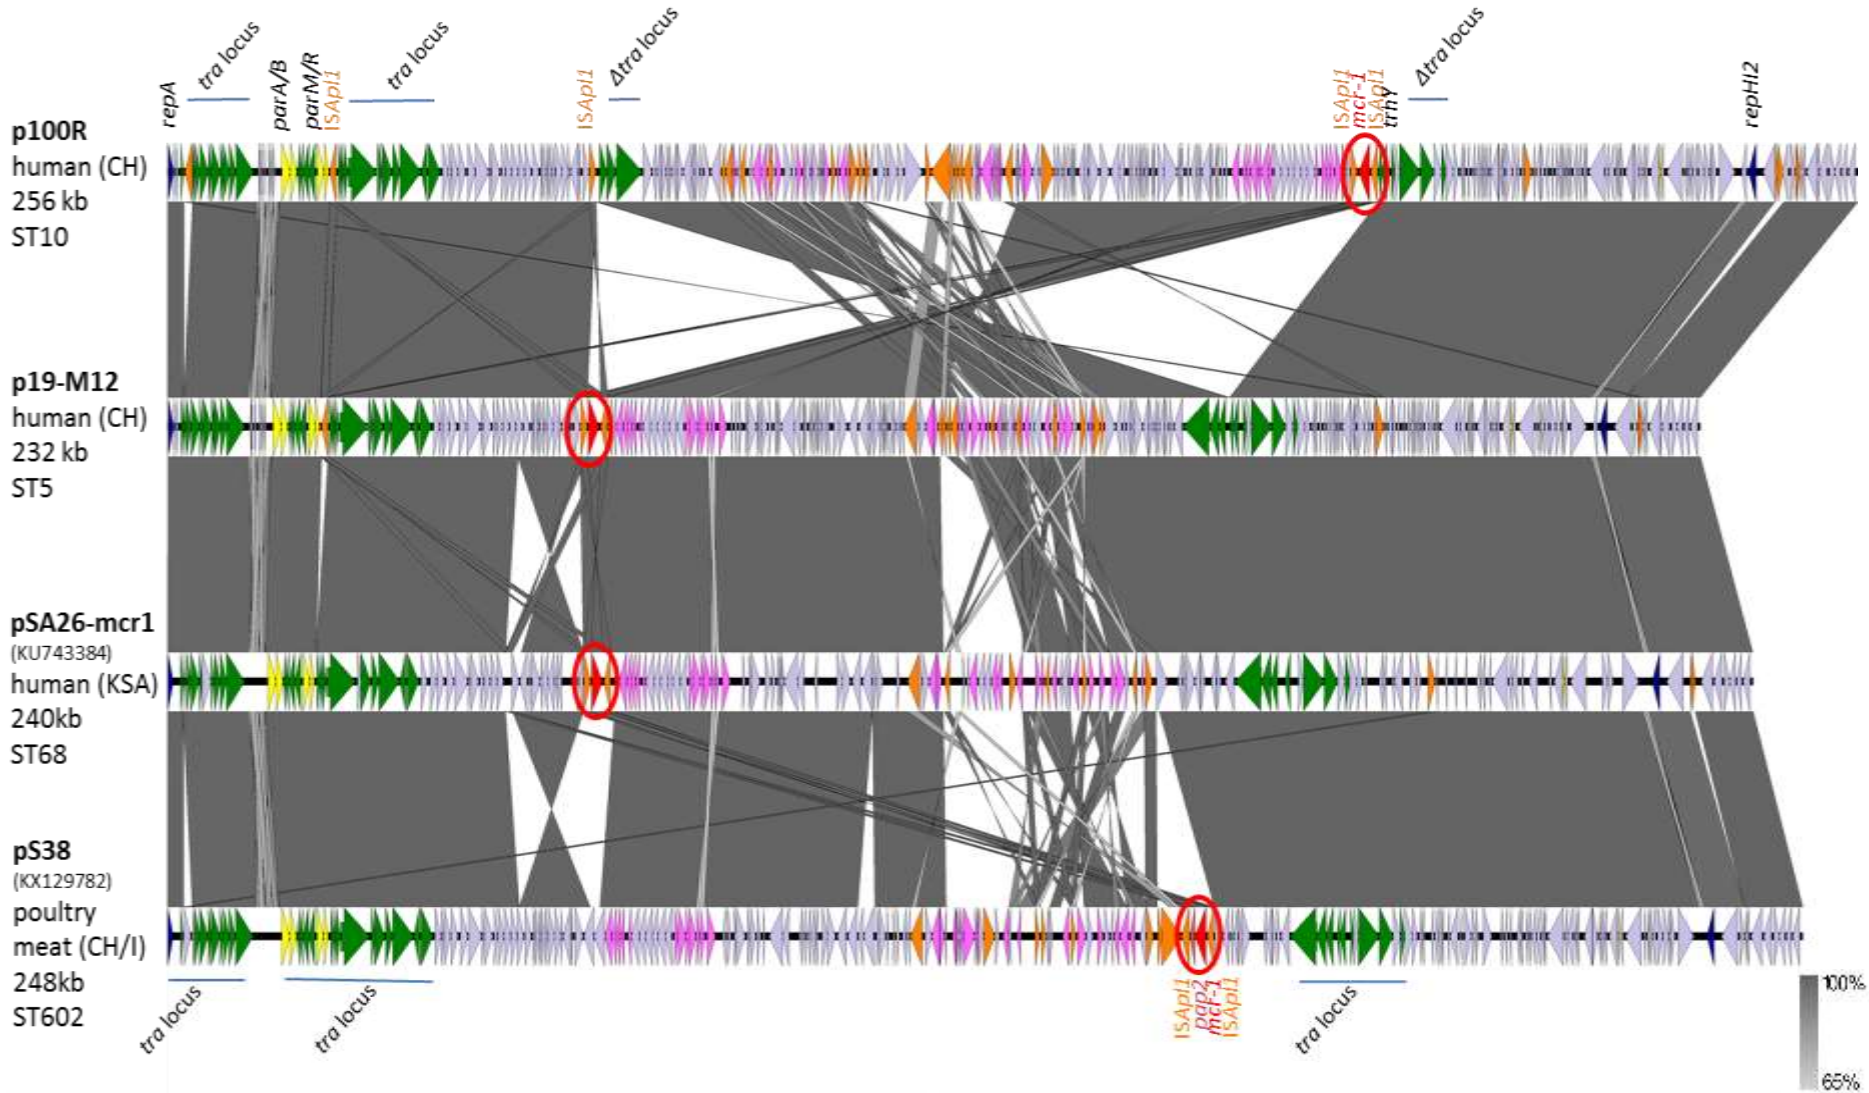 repA
tra locus
parA/B
parM/R
ISApl1
tra locus
ISApl1
Δtra locus
ISApl1
mcr-1
ISApl1
trhY
Δtra locus
repHI2
p100R
human (CH)
256 kb
ST10
p19-M12
human (CH)
232 kb
ST5
pSA26-mcr1
(KU743384)
human (KSA)
240kb
ST68
pS38
(KX129782)
poultry
meat (CH/I)
248kb
ST602
tra locus
tra locus
ISApl1
pap2
mcr-1
ISApl1
tra locus
100%
65%